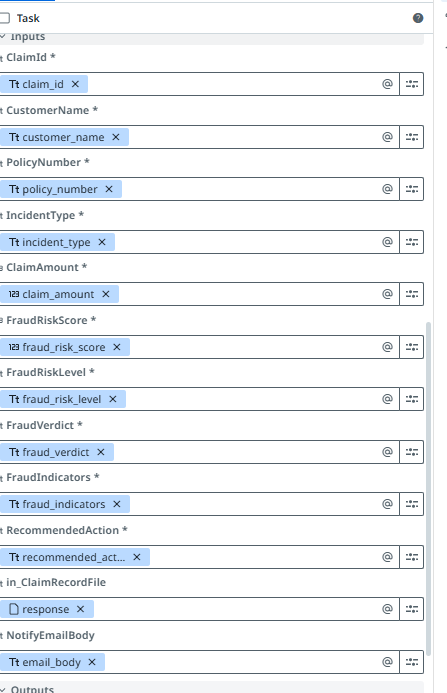 Task
Inputs
ClaimId *
Tt claim_id
CustomerName *
Tt customer_name
PolicyNumber *
Tt policy_number
IncidentType *
Tt incident_type
ClaimAmount *
123 claim_amount
FraudRiskScore *
123 fraud_risk_score
FraudRiskLevel *
Tt fraud_risk_level
FraudVerdict *
Tt fraud_verdict
FraudIndicators *
Tt fraud_indicators
RecommendedAction *
Tt recommended_act...
in_ClaimRecordFile
response
NotifyEmailBody
Tt email_body
Outputs